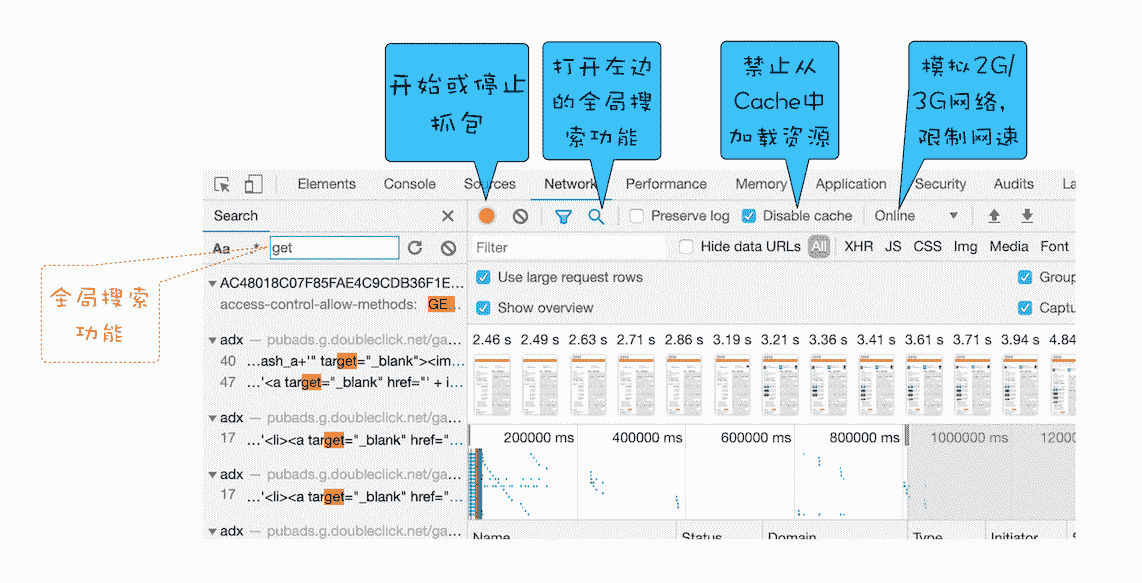 开始或停止
抓包
打开左边
的全局搜
索功能
禁止从
Cache中
加载资源
模拟2G/
3G网络,
限制网速
Elements Console Sources Network Performance Memory Application Security Audits La
Search
Preserve log Disable cache Online
Aa .* get
Filter Hide data URLs All XHR JS CSS Img Media Font
全局搜索
功能
AC48018C07F85FAE4C9CDB36F1E...
access-control-allow-methods: GE...
Use large request rows Group
Show overview Captu
adx — pubads.g.doubleclick.net/ga...
40 ...ash_a+'" target="_blank"><im...
47 ...'<a target="_blank" href="' + i...
adx — pubads.g.doubleclick.net/ga...
17 ...'<li><a target="_blank" href="...
adx — pubads.g.doubleclick.net/ga...
17 ...'<li><a target="_blank" href="...
adx — pubads.g.doubleclick.net/ga...
2.46 s 2.49 s 2.63 s 2.71 s 2.86 s 3.19 s 3.21 s 3.36 s 3.41 s 3.61 s 3.71 s 3.94 s 4.84
200000 ms 400000 ms 600000 ms 800000 ms 1000000 ms 12000
Name Status Domain Type Initiator